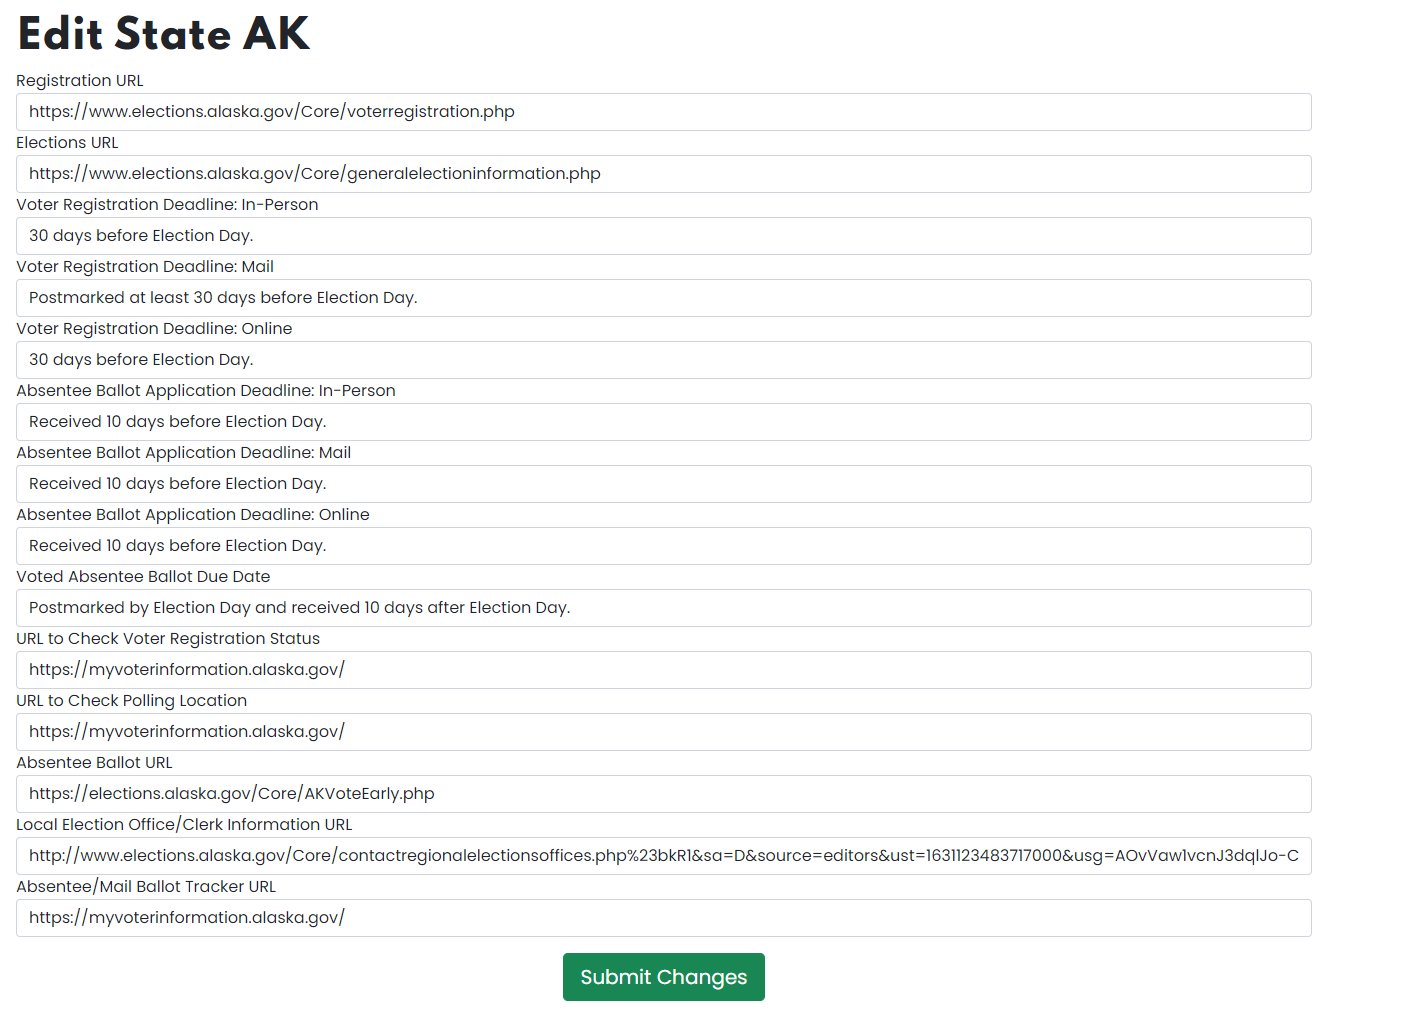 Edit State AK
Registration URL
https://www.elections.alaska.gov/Core/voterregistration.php
Elections URL
https://www.elections.alaska.gov/Core/generalelectioninformation.php
Voter Registration Deadline: In-Person
30 days before Election Day.
Voter Registration Deadline: Mail
Postmarked at least 30 days before Election Day.
Voter Registration Deadline: Online
30 days before Election Day.
Absentee Ballot Application Deadline: In-Person
Received 10 days before Election Day.
Absentee Ballot Application Deadline: Mail
Received 10 days before Election Day.
Absentee Ballot Application Deadline: Online
Received 10 days before Election Day.
Voted Absentee Ballot Due Date
Postmarked by Election Day and received 10 days after Election Day.
URL to Check Voter Registration Status
https://myvoterinformation.alaska.gov/
URL to Check Polling Location
https://myvoterinformation.alaska.gov/
Absentee Ballot URL
https://elections.alaska.gov/Core/AKVoteEarly.php
Local Election Office/Clerk Information URL
http://www.elections.alaska.gov/Core/contactregionalelectionsoffices.php%23bkR1&sa=D&source=editors&ust=1631123483717000&usg=AOvVaw1vcnJ3dqlJo-C
Absentee/Mail Ballot Tracker URL
https://myvoterinformation.alaska.gov/
Submit Changes